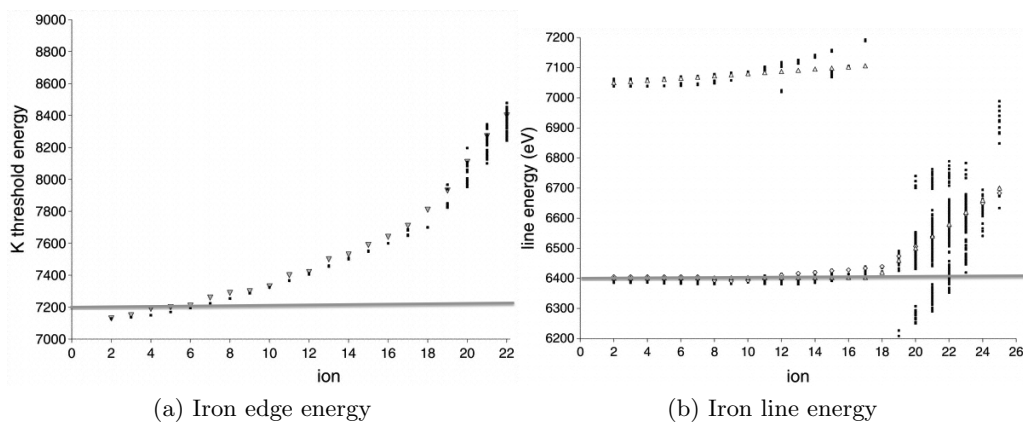 9000
8800
8600
8400
8200
8000
7800
7600
7400
7200
7000
K threshold energy
0 2 4 6 8 10 12 14 16 18 20 22
ion
(a) Iron edge energy
7200
7100
7000
6900
6800
6700
6600
6500
6400
6300
6200
line energy (eV)
0 2 4 6 8 10 12 14 16 18 20 22 24 26
ion
(b) Iron line energy